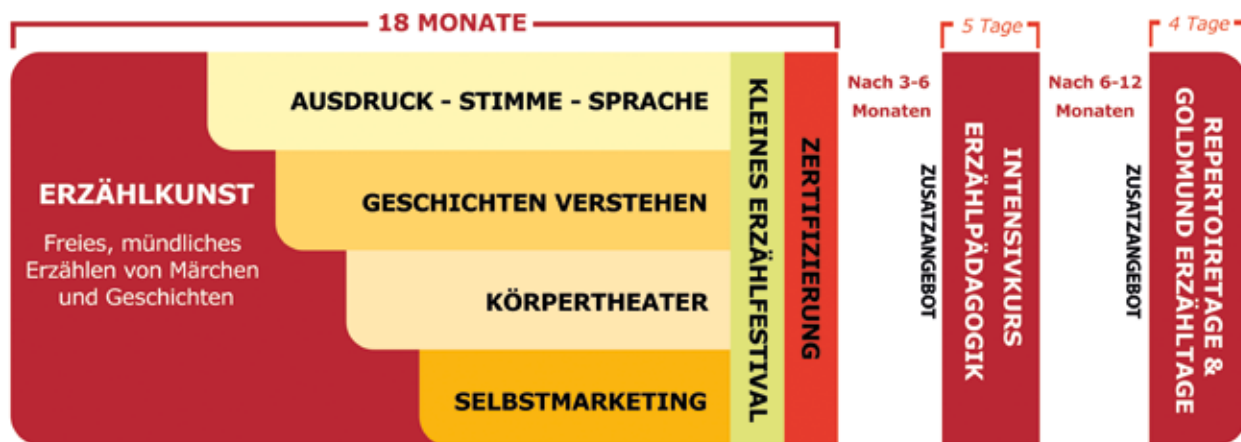 18 MONATE
5 Tage
4 Tage
ERZÄHLKUNST
Freies, mündliches
Erzählen von Märchen
und Geschichten
AUSDRUCK - STIMME - SPRACHE
GESCHICHTEN VERSTEHEN
KÖRPERTHEATER
SELBSTMARKETING
KLEINES ERZÄHLFESTIVAL
ZERTIFIZIERUNG
Nach 3-6
Monaten
ZUSATZANGEBOT
INTENSIVKURS
ERZÄHLPÄDAGOGIK
Nach 6-12
Monaten
ZUSATZANGEBOT
REPERTOIRETAGE &
GOLDMUND ERZÄHLTAGE